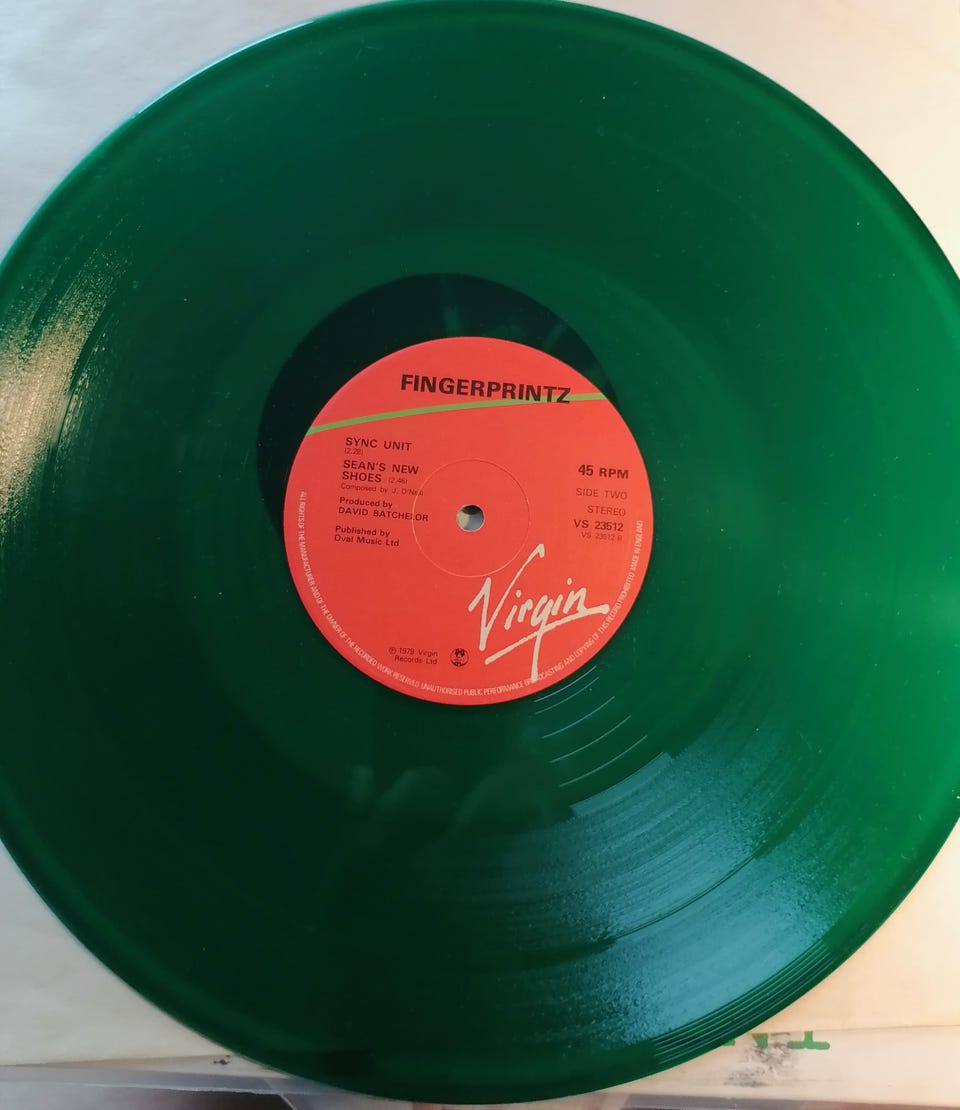 FINGERPRINTZ
SYNC UNIT
(2.28)
SEAN'S NEW
SHOES (2.46)
Composed by J. O'Neill
Produced by
DAVID BATCHELOR
Published by
Oval Music Ltd
45 RPM
SIDE TWO
STEREO
VS 23512
VS 23512 B
Virgin
℗ 1979 Virgin
Records Ltd
ALL RIGHTS OF THE MANUFACTURER AND OF THE OWNER OF THE RECORDED WORK RESERVED UNAUTHORISED PUBLIC PERFORMANCE BROADCASTING AND COPYING OF THIS RECORD PROHIBITED MADE IN ENGLAND